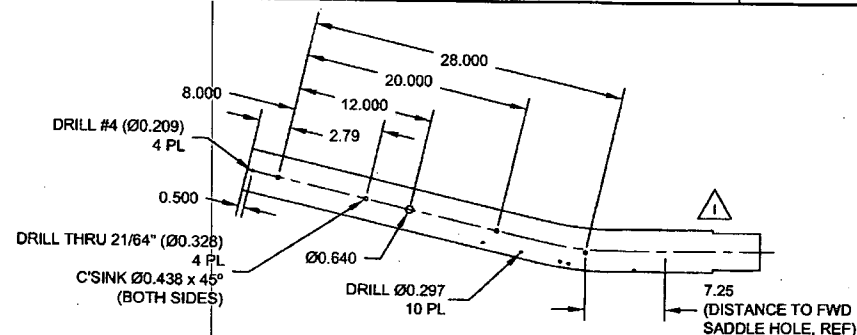 28.000
20.000
8.000
12.000
DRILL #4 (Ø0.209)
4 PL
2.79
0.500
1
DRILL THRU 21/64" (Ø0.328)
4 PL
C'SINK Ø0.438 x 45º
(BOTH SIDES)
Ø0.640
DRILL Ø0.297
10 PL
7.25
(DISTANCE TO FWD
SADDLE HOLE, REF)